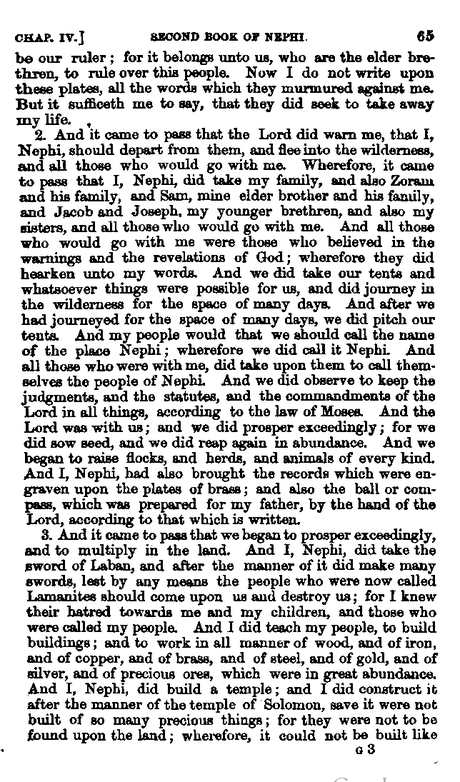 CHAP. IV.] SECOND BOOK OF NEPHI. 65
be our ruler; for it belongs unto us, who are the elder bre-
thren, to rule over this people. Now I do not write upon
these plates, all the words which they murmured against me.
But it sufficeth me to say, that they did seek to take away
my life.
2. And it came to pass that the Lord did warn me, that I,
Nephi, should depart from them, and flee into the wilderness,
and all those who would go with me. Wherefore, it came
to pass that I, Nephi, did take my family, and also Zoram
and his family, and Sam, mine elder brother and his family,
and Jacob and Joseph, my younger brethren, and also my
sisters, and all those who would go with me. And all those
who would go with me were those who believed in the
warnings and the revelations of God; wherefore they did
hearken unto my words. And we did take our tents and
whatsoever things were possible for us, and did journey in
the wilderness for the space of many days. And after we
had journeyed for the space of many days, we did pitch our
tents. And my people would that we should call the name
of the place Nephi; wherefore we did call it Nephi. And
all those who were with me, did take upon them to call them-
selves the people of Nephi. And we did observe to keep the
judgments, and the statutes, and the commandments of the
Lord in all things, according to the law of Moses. And the
Lord was with us; and we did prosper exceedingly; for we
did sow seed, and we did reap again in abundance. And we
began to raise flocks, and herds, and animals of every kind.
And I, Nephi, had also brought the records which were en-
graven upon the plates of brass; and also the ball or com-
pass, which was prepared for my father, by the hand of the
Lord, according to that which is written.
3. And it came to pass that we began to prosper exceedingly,
and to multiply in the land. And I, Nephi, did take the
sword of Laban, and after the manner of it did make many
swords, lest by any means the people who were now called
Lamanites should come upon us and destroy us; for I knew
their hatred towards me and my children, and those who
were called my people. And I did teach my people, to build
buildings; and to work in all manner of wood, and of iron,
and of copper, and of brass, and of steel, and of gold, and of
silver, and of precious ores, which were in great abundance.
And I, Nephi, did build a temple; and I did construct it
after the manner of the temple of Solomon, save it were not
built of so many precious things; for they were not to be
found upon the land; wherefore, it could not be built like
G 3